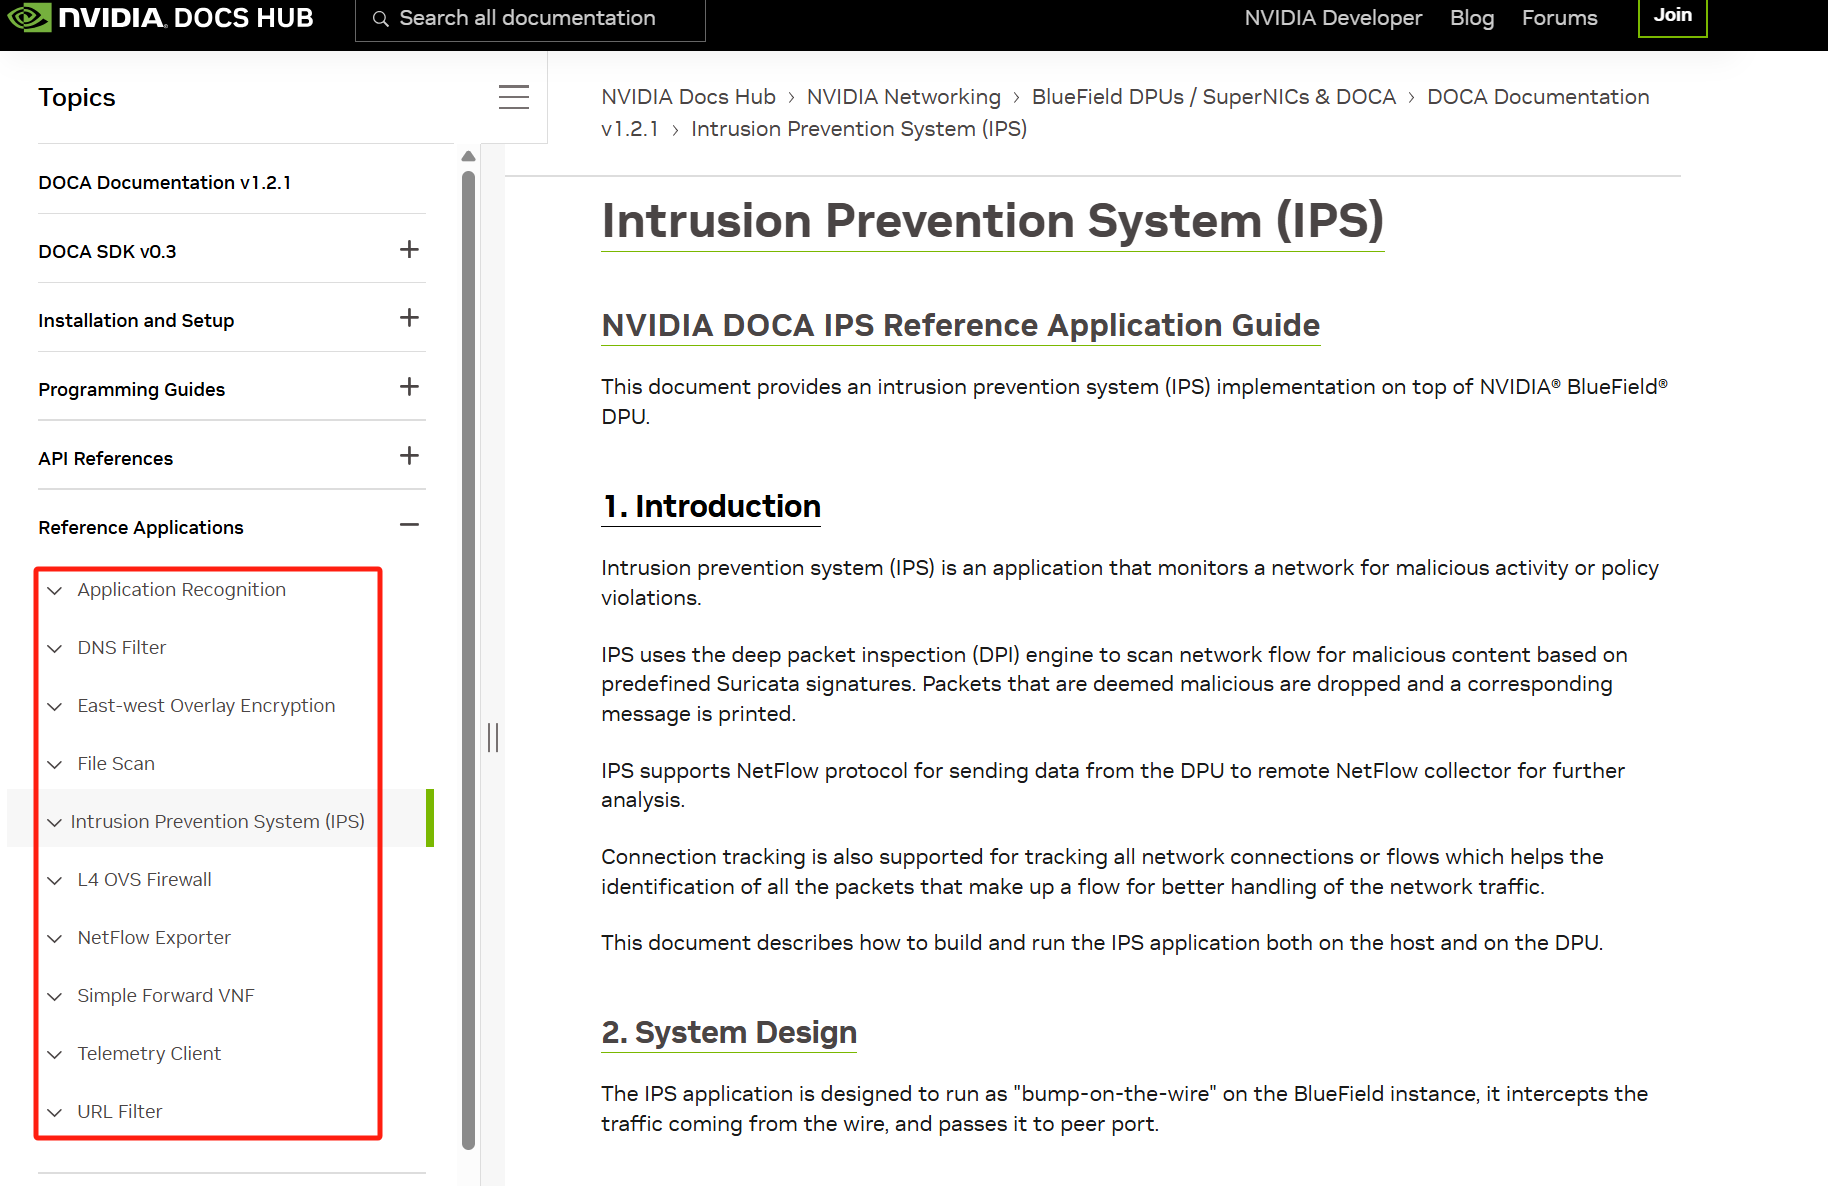 NVIDIA. DOCS HUB
Search all documentation
NVIDIA Developer Blog Forums Join
Topics
DOCA Documentation v1.2.1
DOCA SDK v0.3
Installation and Setup
Programming Guides
API References
Reference Applications
Application Recognition
DNS Filter
East-west Overlay Encryption
File Scan
Intrusion Prevention System (IPS)
L4 OVS Firewall
NetFlow Exporter
Simple Forward VNF
Telemetry Client
URL Filter
NVIDIA Docs Hub › NVIDIA Networking › BlueField DPUs / SuperNICs & DOCA › DOCA Documentation
v1.2.1 › Intrusion Prevention System (IPS)
Intrusion Prevention System (IPS)
NVIDIA DOCA IPS Reference Application Guide
This document provides an intrusion prevention system (IPS) implementation on top of NVIDIA® BlueField®
DPU.
1. Introduction
Intrusion prevention system (IPS) is an application that monitors a network for malicious activity or policy
violations.
IPS uses the deep packet inspection (DPI) engine to scan network flow for malicious content based on
predefined Suricata signatures. Packets that are deemed malicious are dropped and a corresponding
message is printed.
IPS supports NetFlow protocol for sending data from the DPU to remote NetFlow collector for further
analysis.
Connection tracking is also supported for tracking all network connections or flows which helps the
identification of all the packets that make up a flow for better handling of the network traffic.
This document describes how to build and run the IPS application both on the host and on the DPU.
2. System Design
The IPS application is designed to run as "bump-on-the-wire" on the BlueField instance, it intercepts the
traffic coming from the wire, and passes it to peer port.